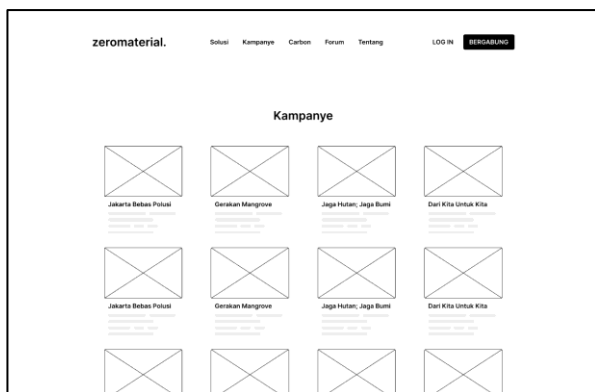 zeromaterial. Solusi Kampanye Carbon Forum Tentang LOG IN BERGABUNG
Kampanye
Jakarta Bebas Polusi Gerakan Mangrove Jaga Hutan; Jaga Bumi Dari Kita Untuk Kita
Jakarta Bebas Polusi Gerakan Mangrove Jaga Hutan; Jaga Bumi Dari Kita Untuk Kita